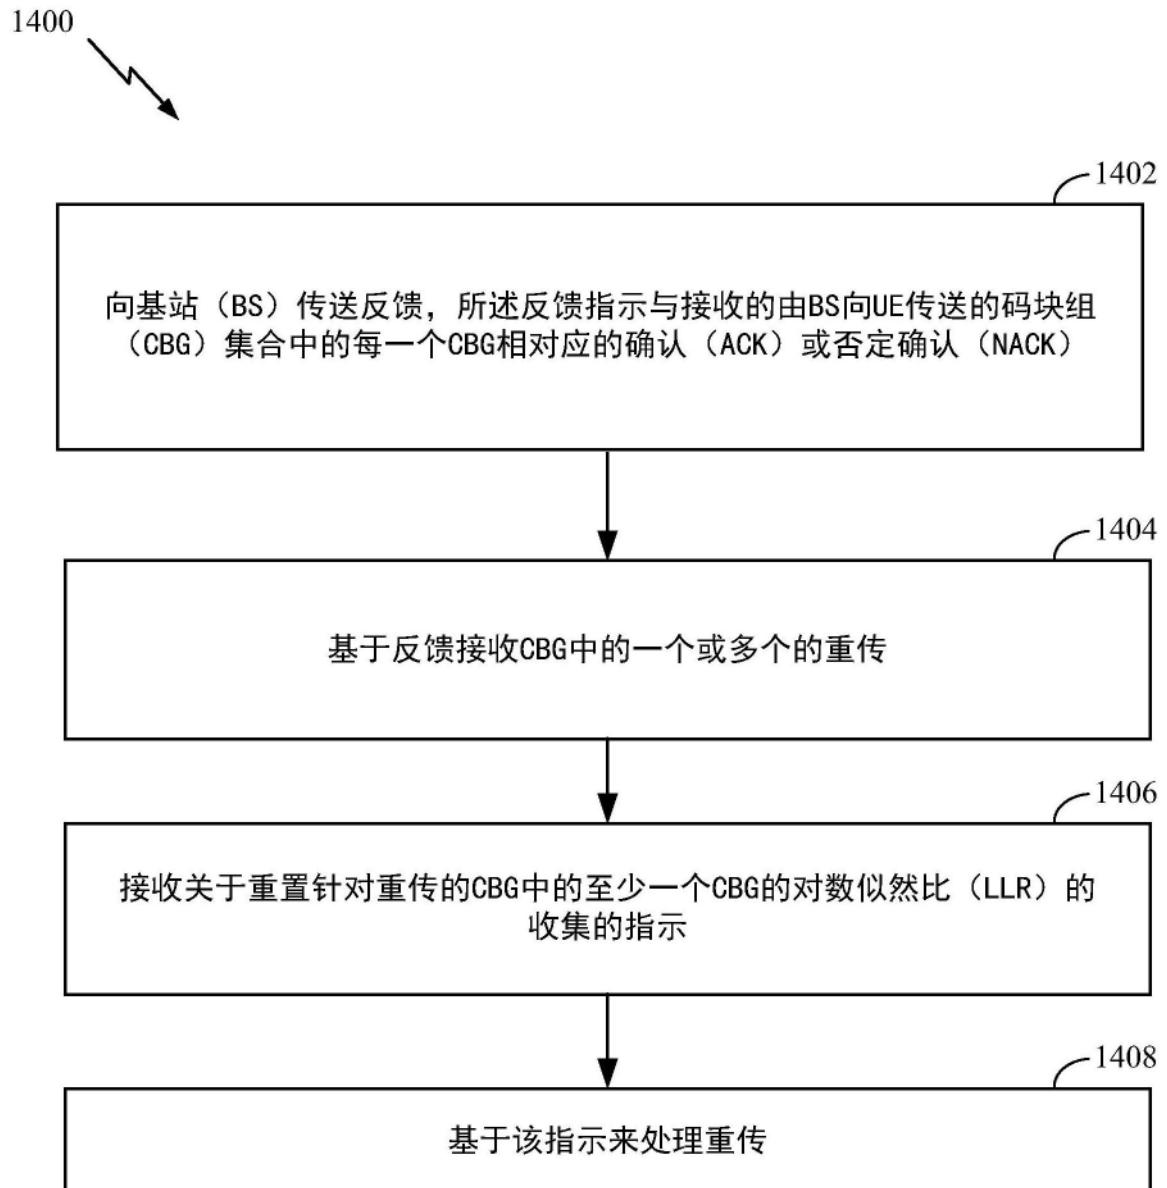 1400
1402
向基站（BS）传送反馈，所述反馈指示与接收的由BS向UE传送的码块组
（CBG）集合中的每一个CBG相对应的确认（ACK）或否定确认（NACK）
1404
基于反馈接收CBG中的一个或多个的重传
1406
接收关于重置针对重传的CBG中的至少一个CBG的对数似然比（LLR）的
收集的指示
1408
基于该指示来处理重传